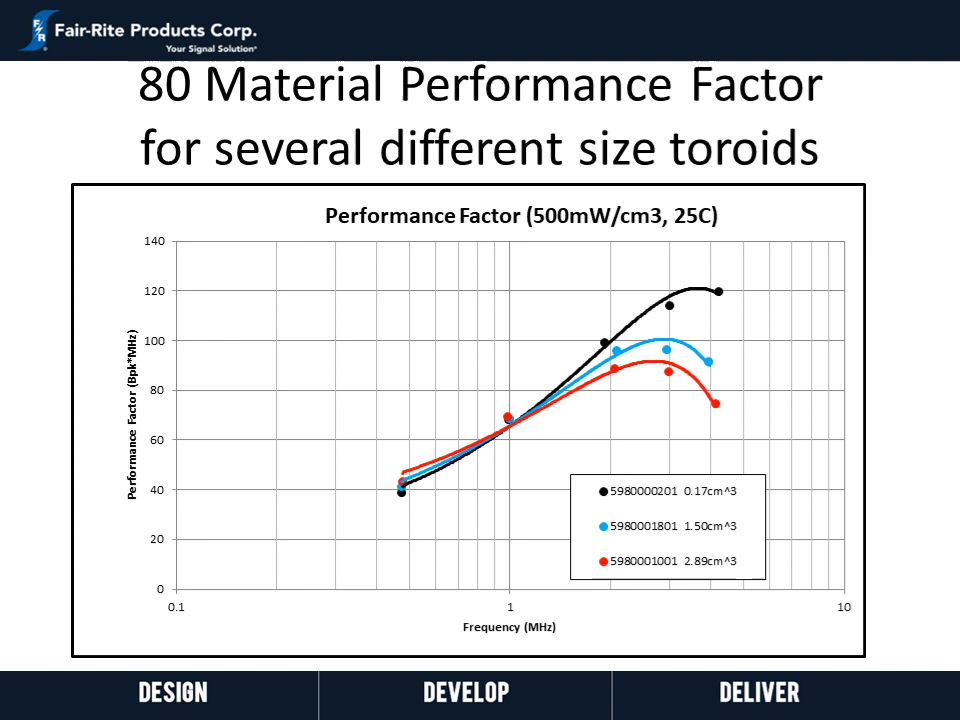 Fair-Rite Products Corp.
Your Signal Solution®
80 Material Performance Factor
for several different size toroids
Performance Factor (500mW/cm3, 25C)
Performance Factor (Bpk*MHz)
140
120
100
80
60
40
20
0
5980000201 0.17cm^3
5980001801 1.50cm^3
5980001001 2.89cm^3
0.1
1
10
Frequency (MHz)
DESIGN
DEVELOP
DELIVER